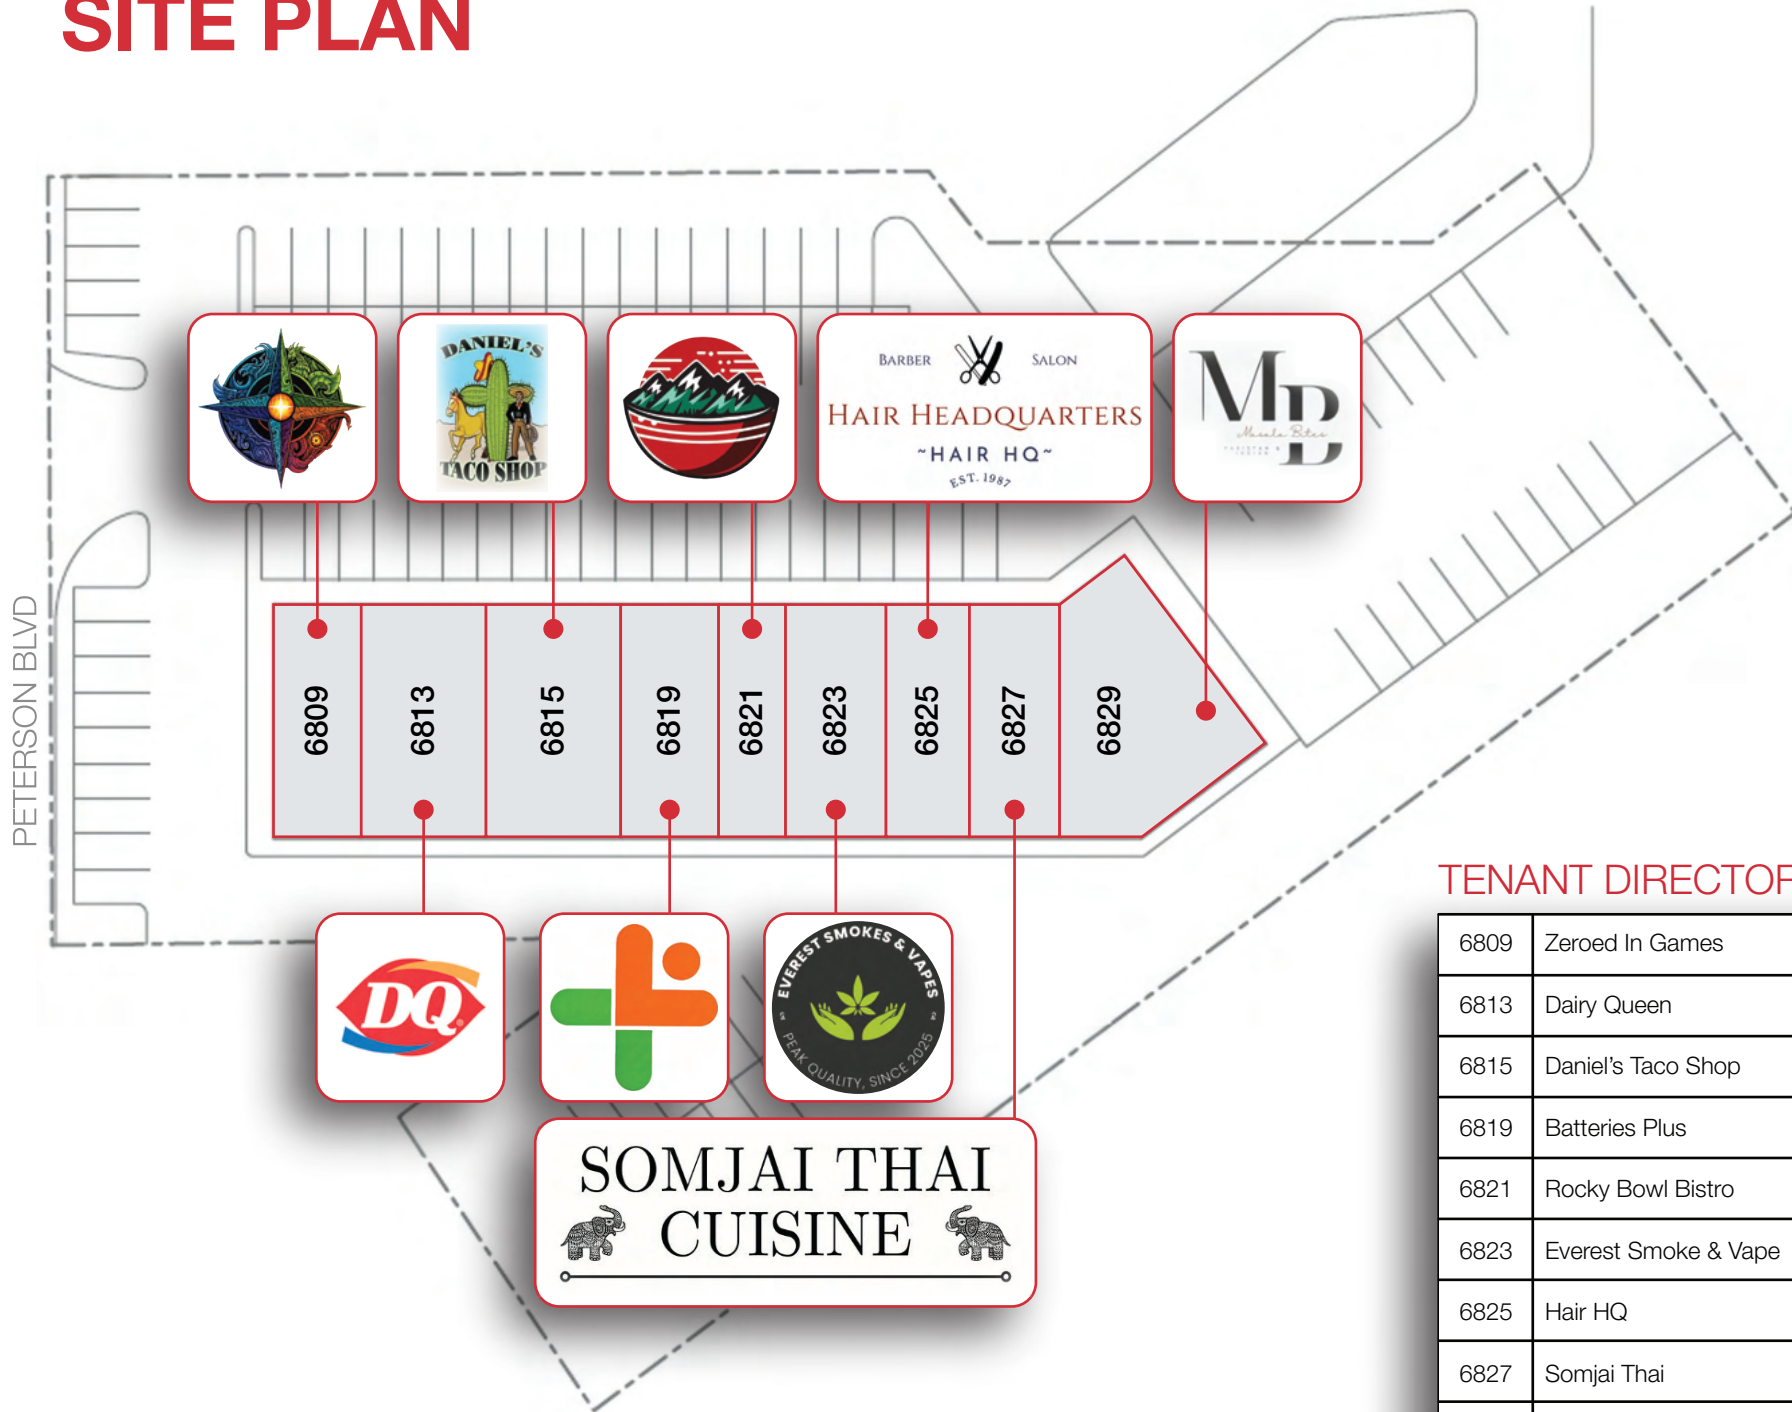 SITE PLAN
DANIEL'S
TACO SHOP
BARBER SALON
HAIR HEADQUARTERS
~HAIR HQ~
EST. 1987
MB
Masala Bites
PETERSON BLVD
6809
6813
6815
6819
6821
6823
6825
6827
6829
DQ
EVEREST SMOKES & VAPES
PEAK QUALITY, SINCE 2025
SOMJAI THAI
CUISINE
TENANT DIRECTOR
6809 Zeroed In Games
6813 Dairy Queen
6815 Daniel’s Taco Shop
6819 Batteries Plus
6821 Rocky Bowl Bistro
6823 Everest Smoke & Vape
6825 Hair HQ
6827 Somjai Thai